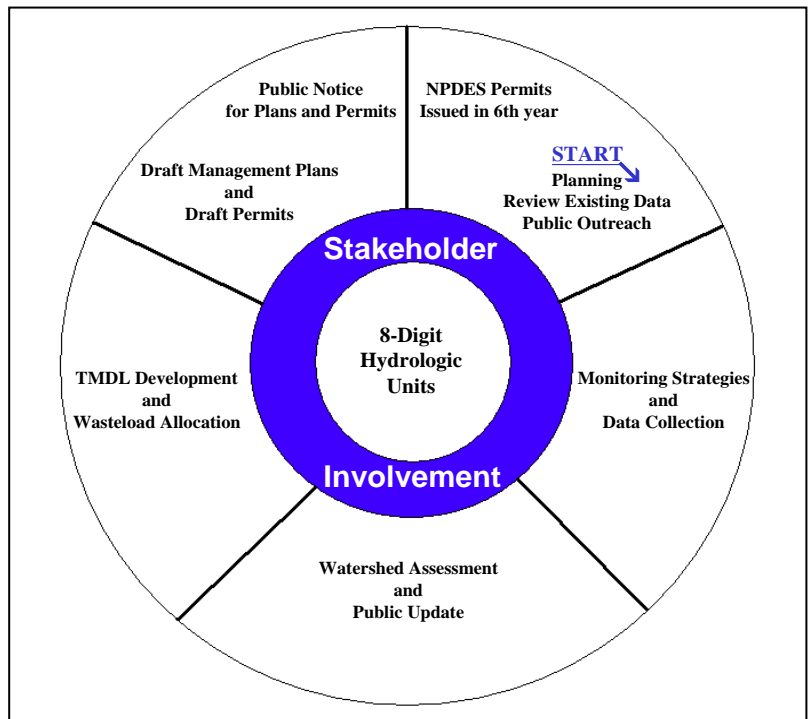 Public Notice
for Plans and Permits
Draft Management Plans
and
Draft Permits
NPDES Permits
Issued in 6th year
START
Planning
Review Existing Data
Public Outreach
Stakeholder
8-Digit
Hydrologic
Units
Involvement
Monitoring Strategies
and
Data Collection
Watershed Assessment
and
Public Update
TMDL Development
and
Wasteload Allocation